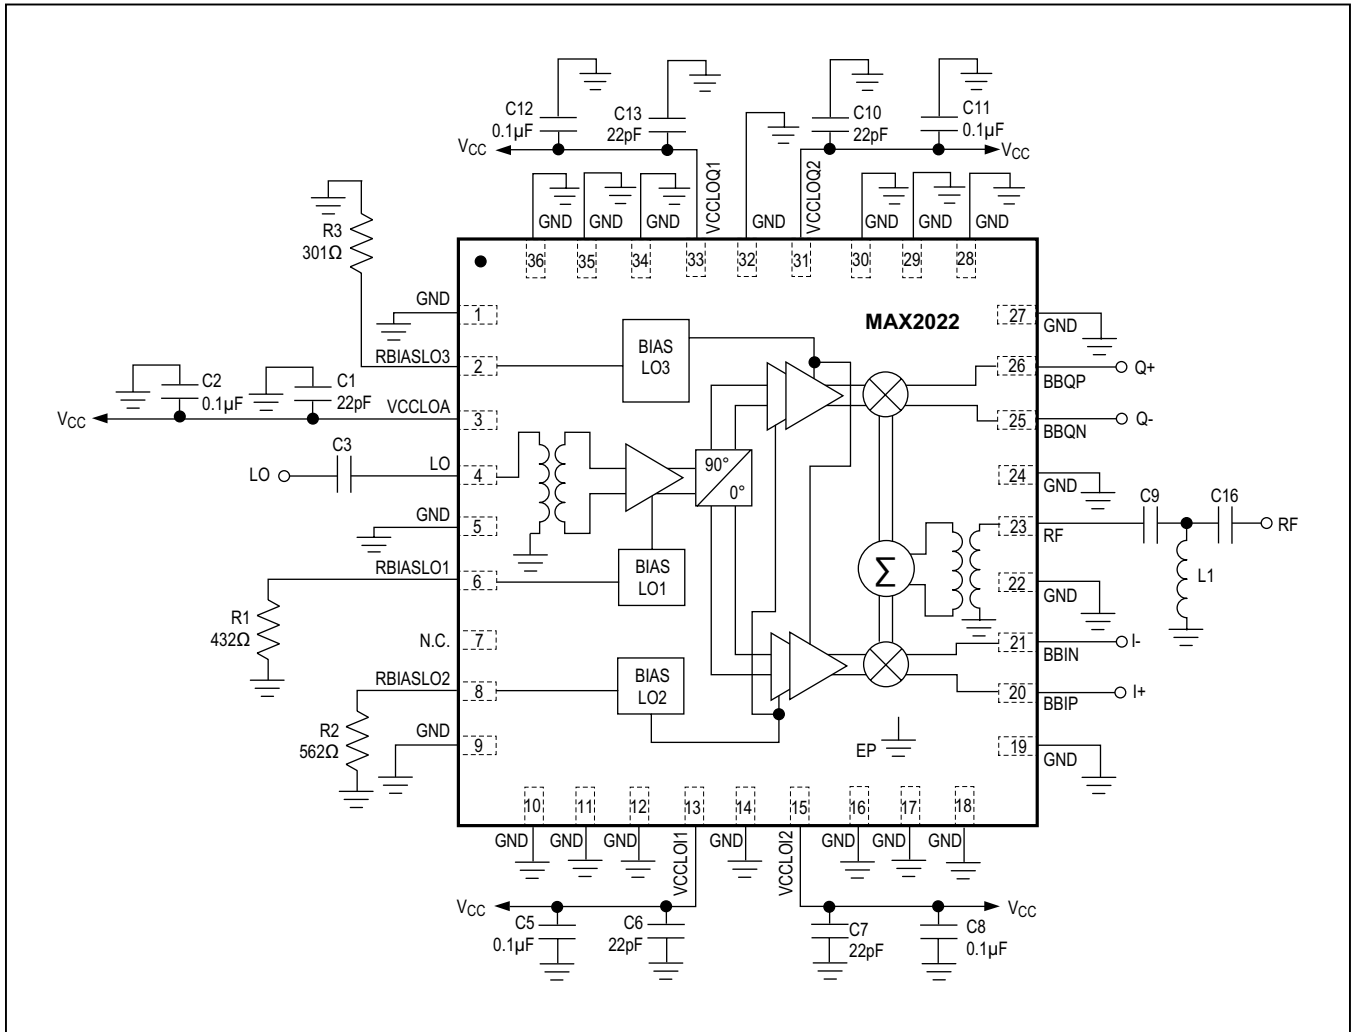 C12
0.1µF
C13
22pF
C10
22pF
C11
0.1µF
VCC
VCC
VCCLOQ1
VCCLOQ2
GND
GND
GND
GND
GND
GND
GND
R3
301Ω
36
35
34
33
32
31
30
29
28
MAX2022
GND
1
27
GND
RBIASLO3
2
BIAS
LO3
26
BBQP
Q+
C2
0.1µF
C1
22pF
VCC
VCCLOA
3
25
BBQN
Q-
C3
LO
LO
4
90°
0°
24
GND
GND
5
23
RF
C9
C16
RF
L1
RBIASLO1
6
BIAS
LO1
Σ
22
GND
R1
432Ω
N.C.
7
21
BBIN
I-
RBIASLO2
8
BIAS
LO2
20
BBIP
I+
R2
562Ω
GND
9
EP
19
GND
10
11
12
13
14
15
16
17
18
GND
GND
GND
VCCLOI1
GND
VCCLOI2
GND
GND
GND
VCC
VCC
C5
0.1µF
C6
22pF
C7
22pF
C8
0.1µF